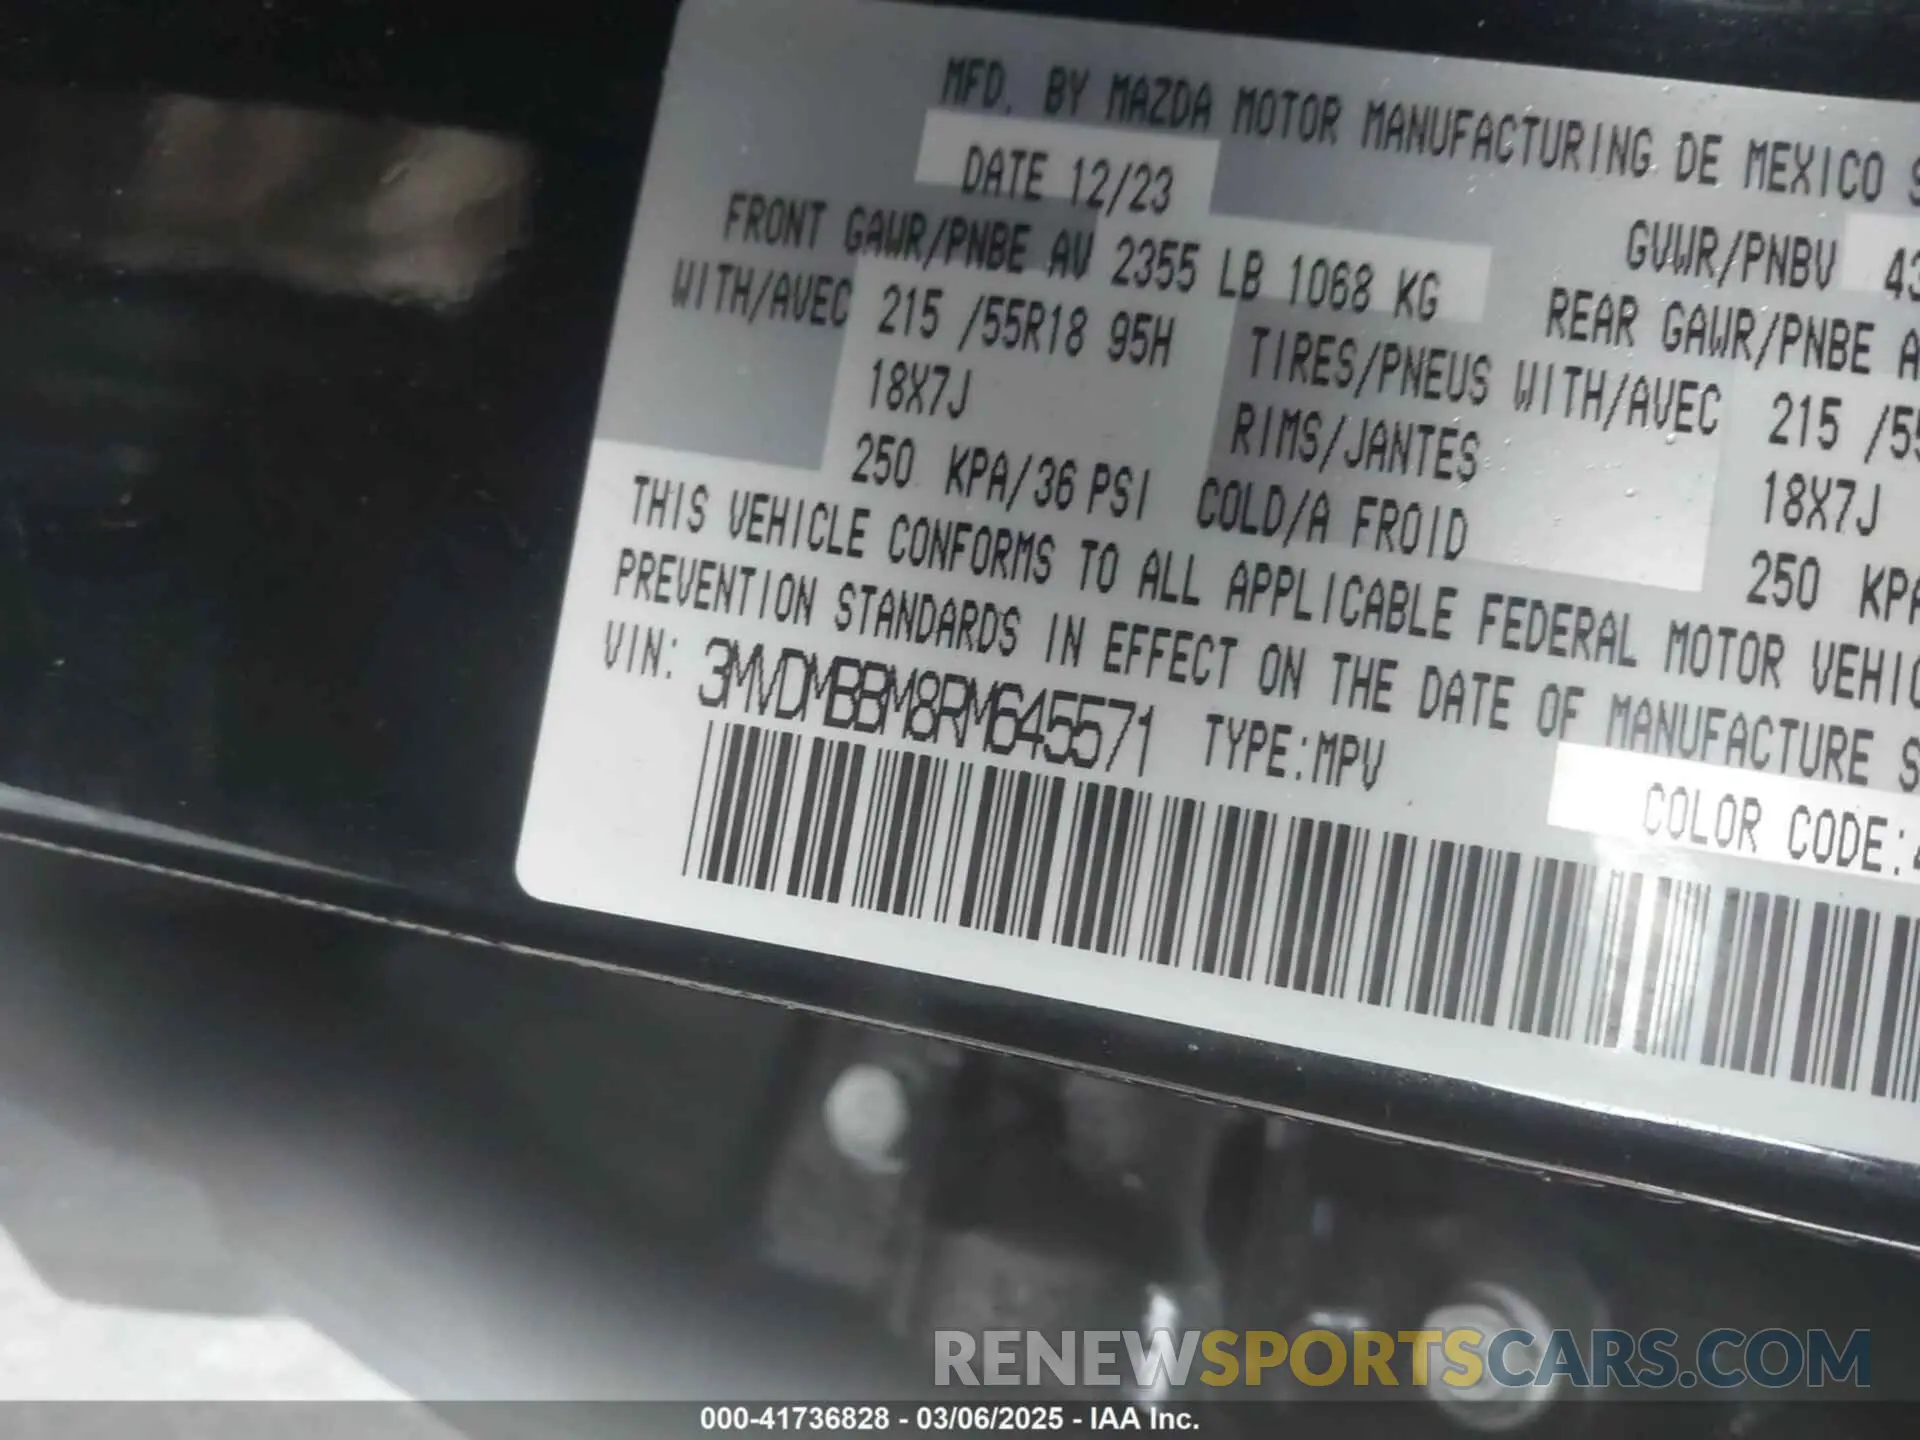 MFD. BY MAZDA MOTOR MANUFACTURING DE MEXICO
DATE 12/23 GVWR/PNBV
FRONT GAWR/PNBE AV 2355 LB 1068 KG REAR GAWR/PNBE
WITH/AVEC 215 /55R18 95H TIRES/PNEUS WITH/AVEC 215
18X7J RIMS/JANTES 18X7J
250 KPA/36 PSI COLD/A FROID 250
THIS VEHICLE CONFORMS TO ALL APPLICABLE FEDERAL MOTOR
PREVENTION STANDARDS IN EFFECT ON THE DATE OF MANUFACTURE
VIN: 3MVDMBBM8RM645571 TYPE:MPV
COLOR CODE:
RENEWSPORTSCARS.COM
000-41736828 - 03/06/2025 - IAA Inc.